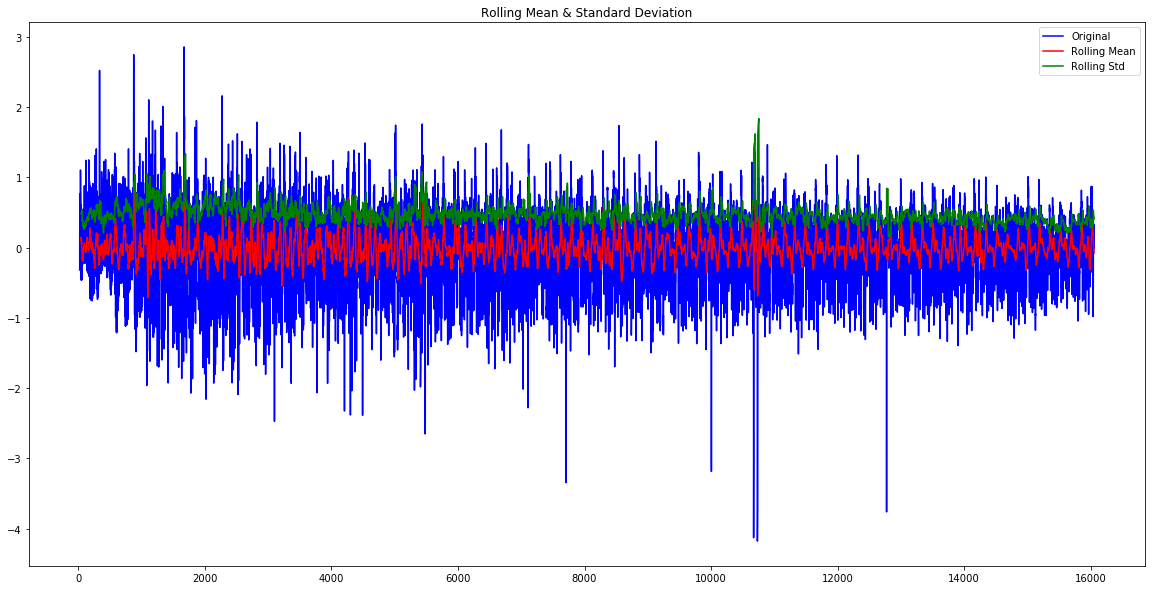 Rolling Mean & Standard Deviation
Original
Rolling Mean
Rolling Std
3
2
1
0
−1
−2
−3
−4
0 2000 4000 6000 8000 10000 12000 14000 16000